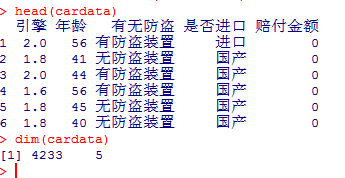 > head(cardata)
引擎 年龄 有无防盗 是否进口 赔付金额
1 2.0 56 有防盗装置 进口 0
2 1.8 41 无防盗装置 国产 0
3 2.0 44 有防盗装置 国产 0
4 1.6 56 有防盗装置 国产 0
5 1.8 45 无防盗装置 国产 0
6 1.8 40 无防盗装置 国产 0
> dim(cardata)
[1] 4233 5
>